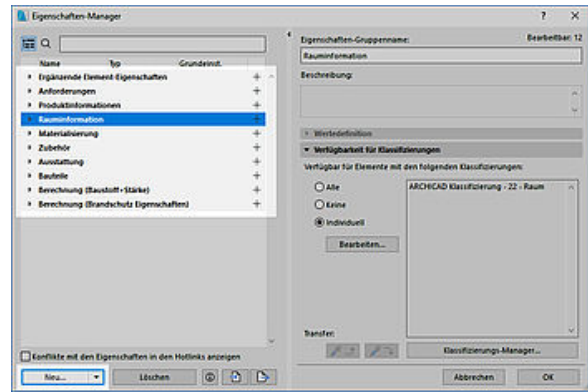 Eigenschaften-Manager
? X
Name Typ Grundeinst.
Ergänzende Element-Eigenschaften
Anforderungen
Produktinformationen
Rauminformation
Materialisierung
Zubehör
Ausstattung
Bauteile
Berechnung (Baustoff+Stärke)
Berechnung (Brandschutz Eigenschaften)
Konflikte mit den Eigenschaften in den Hotlinks anzeigen
Neu...
Löschen
Eigenschaften-Gruppenname: Bearbeitbar: 12
Rauminformation
Beschreibung:
Wertedefinition
Verfügbarkeit für Klassifizierungen
Verfügbar für Elemente mit den folgenden Klassifizierungen:
Alle
Keine
Individuell
Bearbeiten...
ARCHICAD Klassifizierung - 22 - Raum
Transfer:
Klassifizierungs-Manager...
Abbrechen
OK